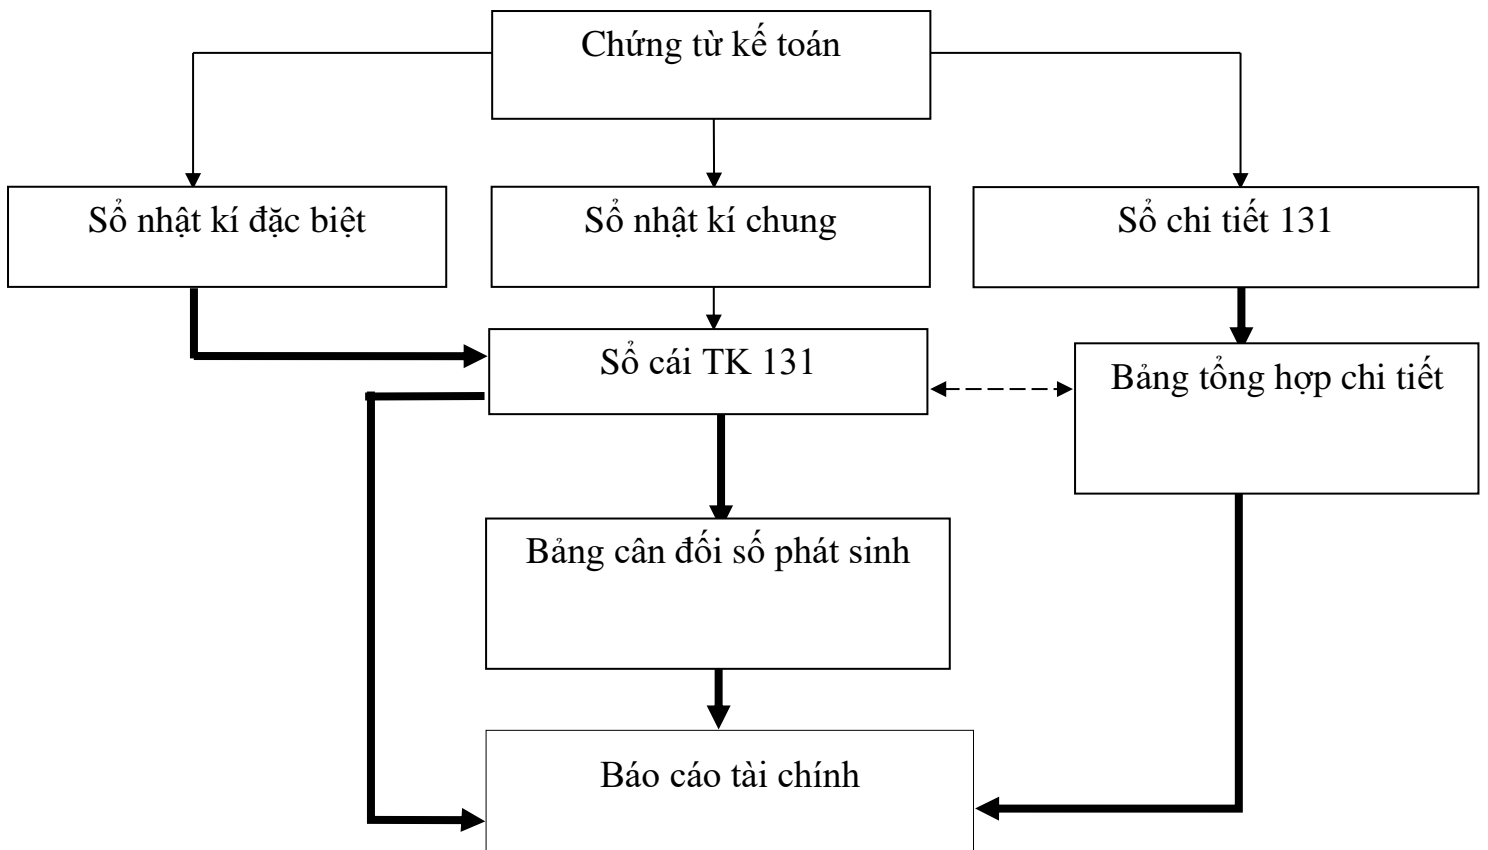 Chứng từ kế toán
Sổ nhật kí đặc biệt
Sổ nhật kí chung
Sổ chi tiết 131
Sổ cái TK 131
Bảng tổng hợp chi tiết
Bảng cân đối số phát sinh
Báo cáo tài chính